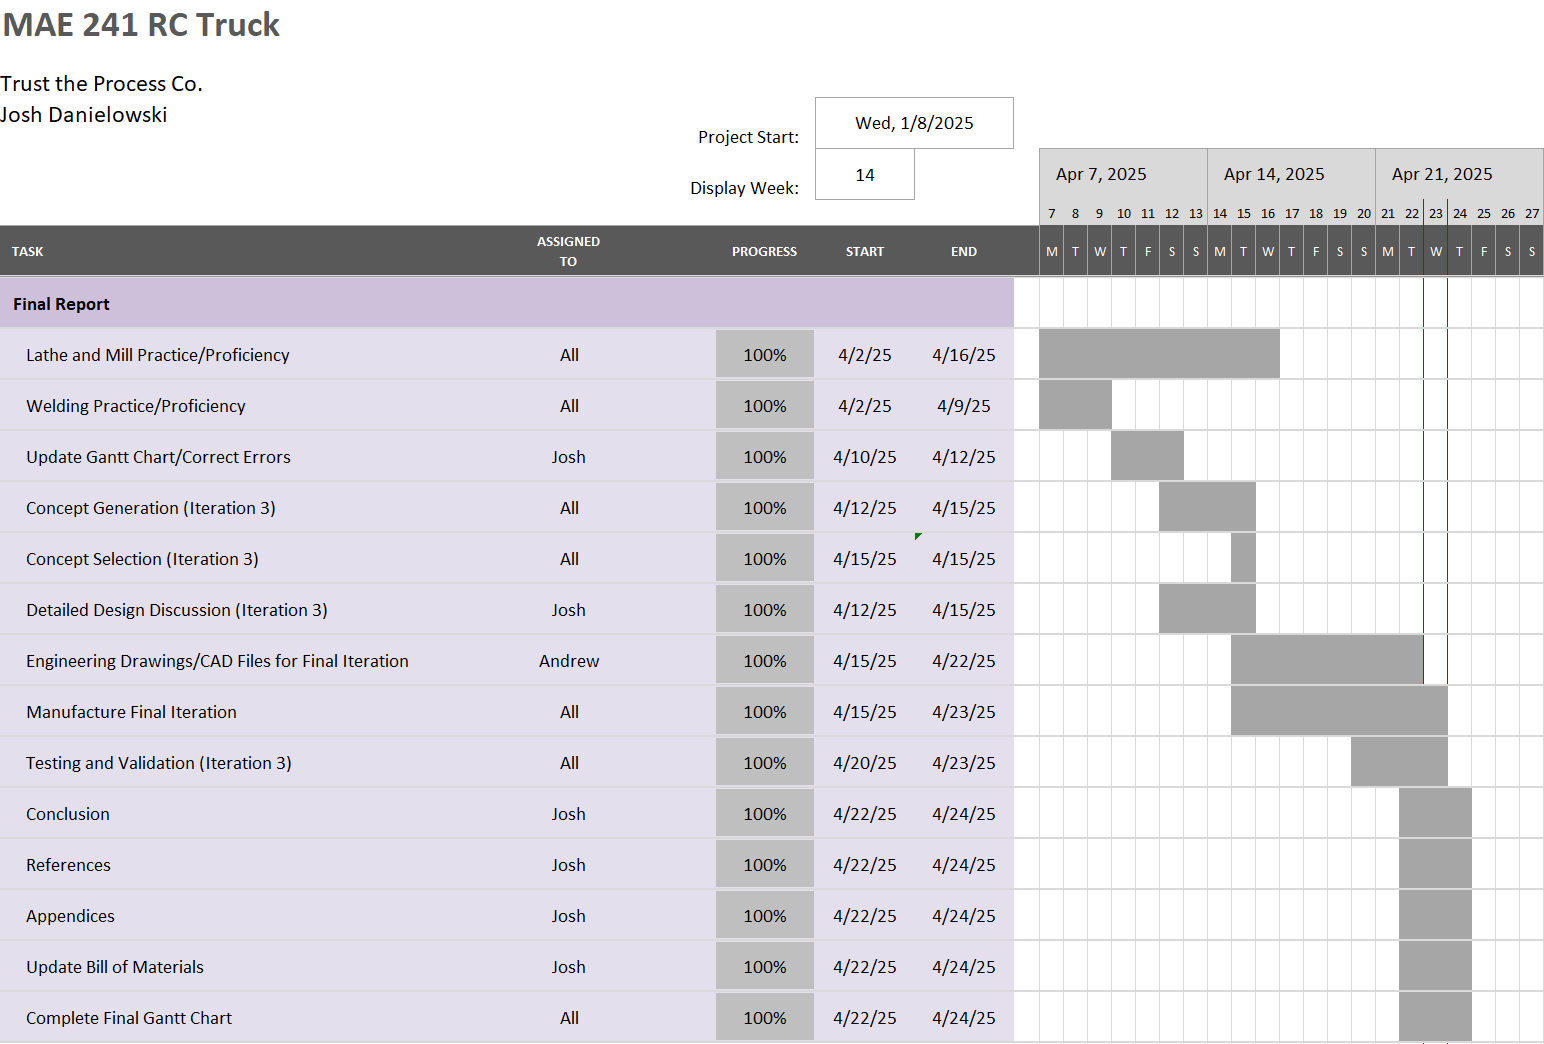 MAE 241 RC Truck
Trust the Process Co.
Josh Danielowski
Project Start: Wed, 1/8/2025
Display Week: 14
Apr 7, 2025 Apr 14, 2025 Apr 21, 2025
7 8 9 10 11 12 13 14 15 16 17 18 19 20 21 22 23 24 25 26 27
TASK ASSIGNED TO PROGRESS START END M T W T F S S M T W T F S S M T W T F S S
Final Report
Lathe and Mill Practice/Proficiency All 100% 4/2/25 4/16/25
Welding Practice/Proficiency All 100% 4/2/25 4/9/25
Update Gantt Chart/Correct Errors Josh 100% 4/10/25 4/12/25
Concept Generation (Iteration 3) All 100% 4/12/25 4/15/25
Concept Selection (Iteration 3) All 100% 4/15/25 4/15/25
Detailed Design Discussion (Iteration 3) Josh 100% 4/12/25 4/15/25
Engineering Drawings/CAD Files for Final Iteration Andrew 100% 4/15/25 4/22/25
Manufacture Final Iteration All 100% 4/15/25 4/23/25
Testing and Validation (Iteration 3) All 100% 4/20/25 4/23/25
Conclusion Josh 100% 4/22/25 4/24/25
References Josh 100% 4/22/25 4/24/25
Appendices Josh 100% 4/22/25 4/24/25
Update Bill of Materials Josh 100% 4/22/25 4/24/25
Complete Final Gantt Chart All 100% 4/22/25 4/24/25